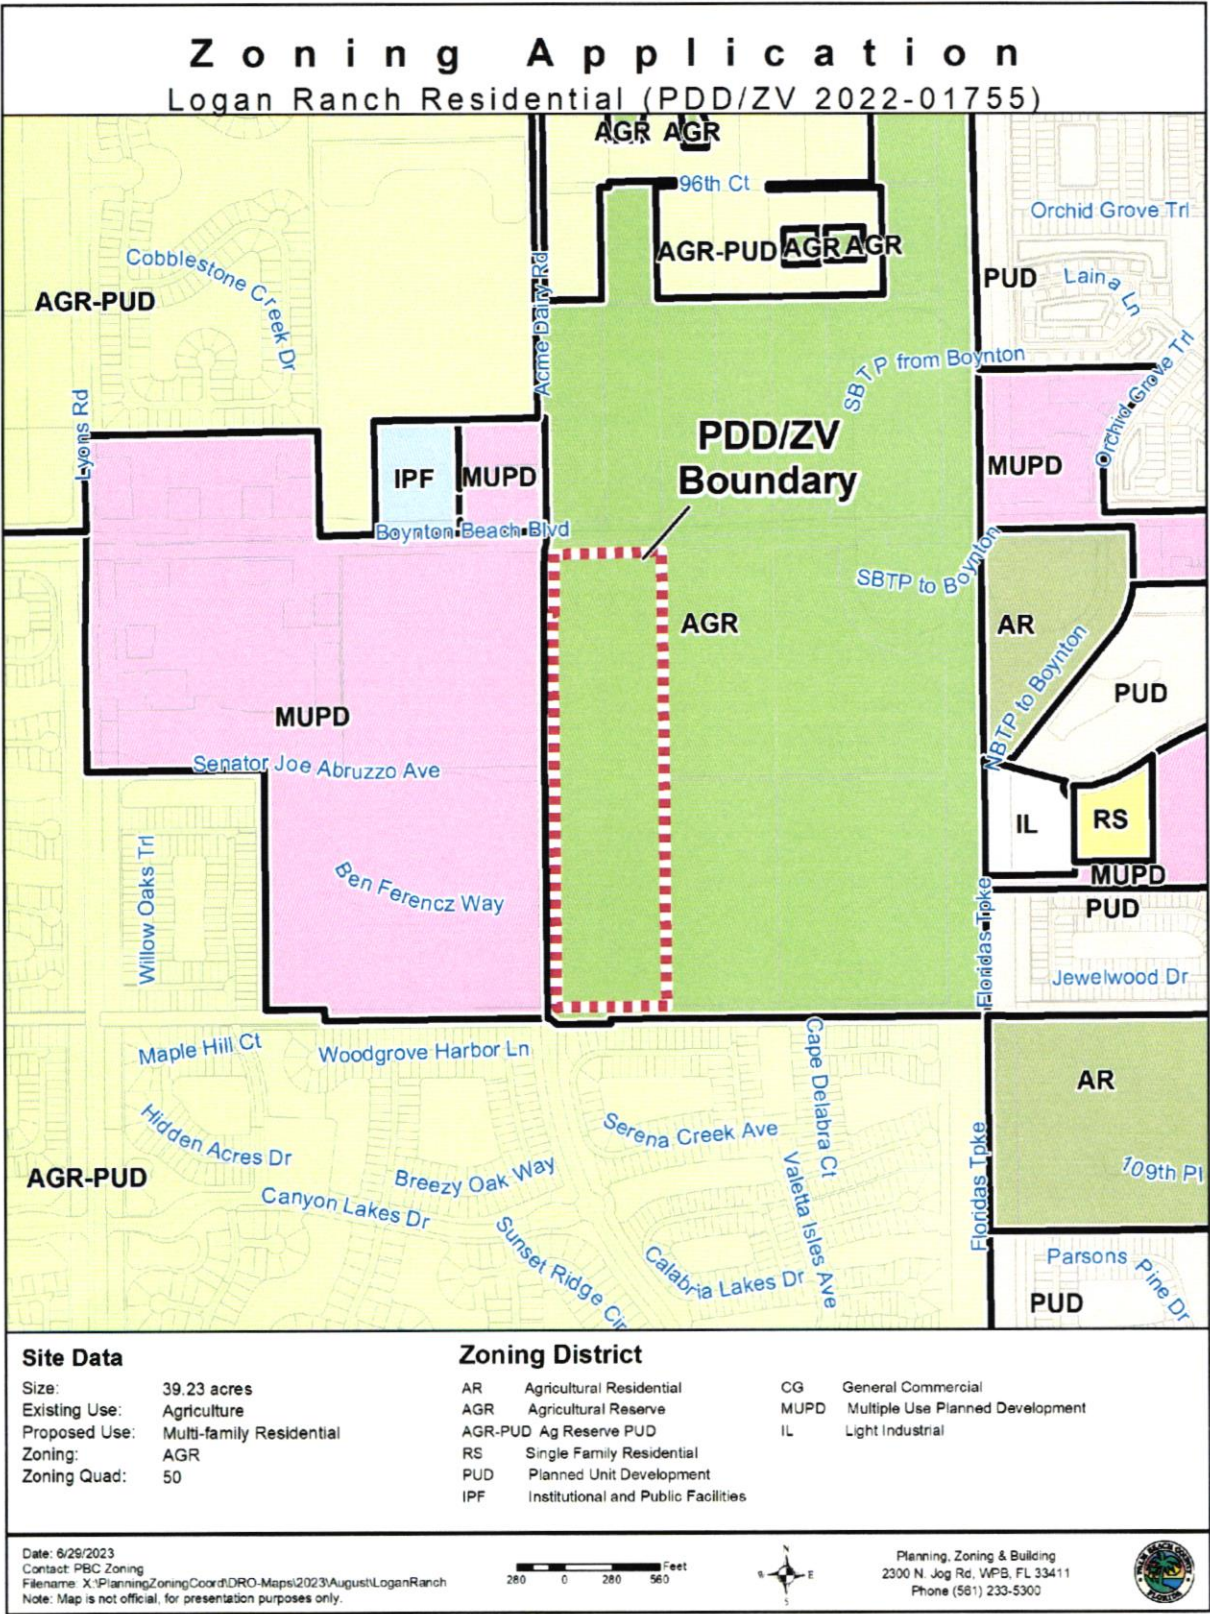 Zoning Application
Logan Ranch Residential (PDD/ZV 2022-01755)
AGR AGR
96th Ct
Orchid Grove Trl
AGR-PUD AGR AGR
Cobblestone Creek Dr
Acme Dairy Rd
PUD
Laina Ln
AGR-PUD
SBTP from Boynton
Orchid Grove Trl
Lyons Rd
PDD/ZV
Boundary
IPF
MUPD
MUPD
Boynton Beach Blvd
SBTP to Boynton
AGR
AR
NBTP to Boynton
PUD
MUPD
Senator Joe Abruzzo Ave
IL
RS
Willow Oaks Trl
Ben Ferencz Way
MUPD
PUD
Floridas Tpke
Jewelwood Dr
Maple Hill Ct
Woodgrove Harbor Ln
Cape Delabra Ct
AR
Hidden Acres Dr
Serena Creek Ave
Floridas Tpke
AGR-PUD
Breezy Oak Way
Valetta Isles Ave
109th Pl
Canyon Lakes Dr
Sunset Ridge Cir
Calabria Lakes Dr
Parsons Pine Dr
PUD
Site Data
Size: 39.23 acres
Existing Use: Agriculture
Proposed Use: Multi-family Residential
Zoning: AGR
Zoning Quad: 50
Zoning District
AR Agricultural Residential
AGR Agricultural Reserve
AGR-PUD Ag Reserve PUD
RS Single Family Residential
PUD Planned Unit Development
IPF Institutional and Public Facilities
CG General Commercial
MUPD Multiple Use Planned Development
IL Light Industrial
Date: 6/29/2023
Contact: PBC Zoning
Filename: X:\PlanningZoningCoord\DRO-Maps\2023\August\LoganRanch
Note: Map is not official, for presentation purposes only.
Feet
280 0 280 560
N
W E
S
Planning, Zoning & Building
2300 N. Jog Rd, WPB, FL 33411
Phone (561) 233-5300
PALM BEACH COUNTY
FLORIDA